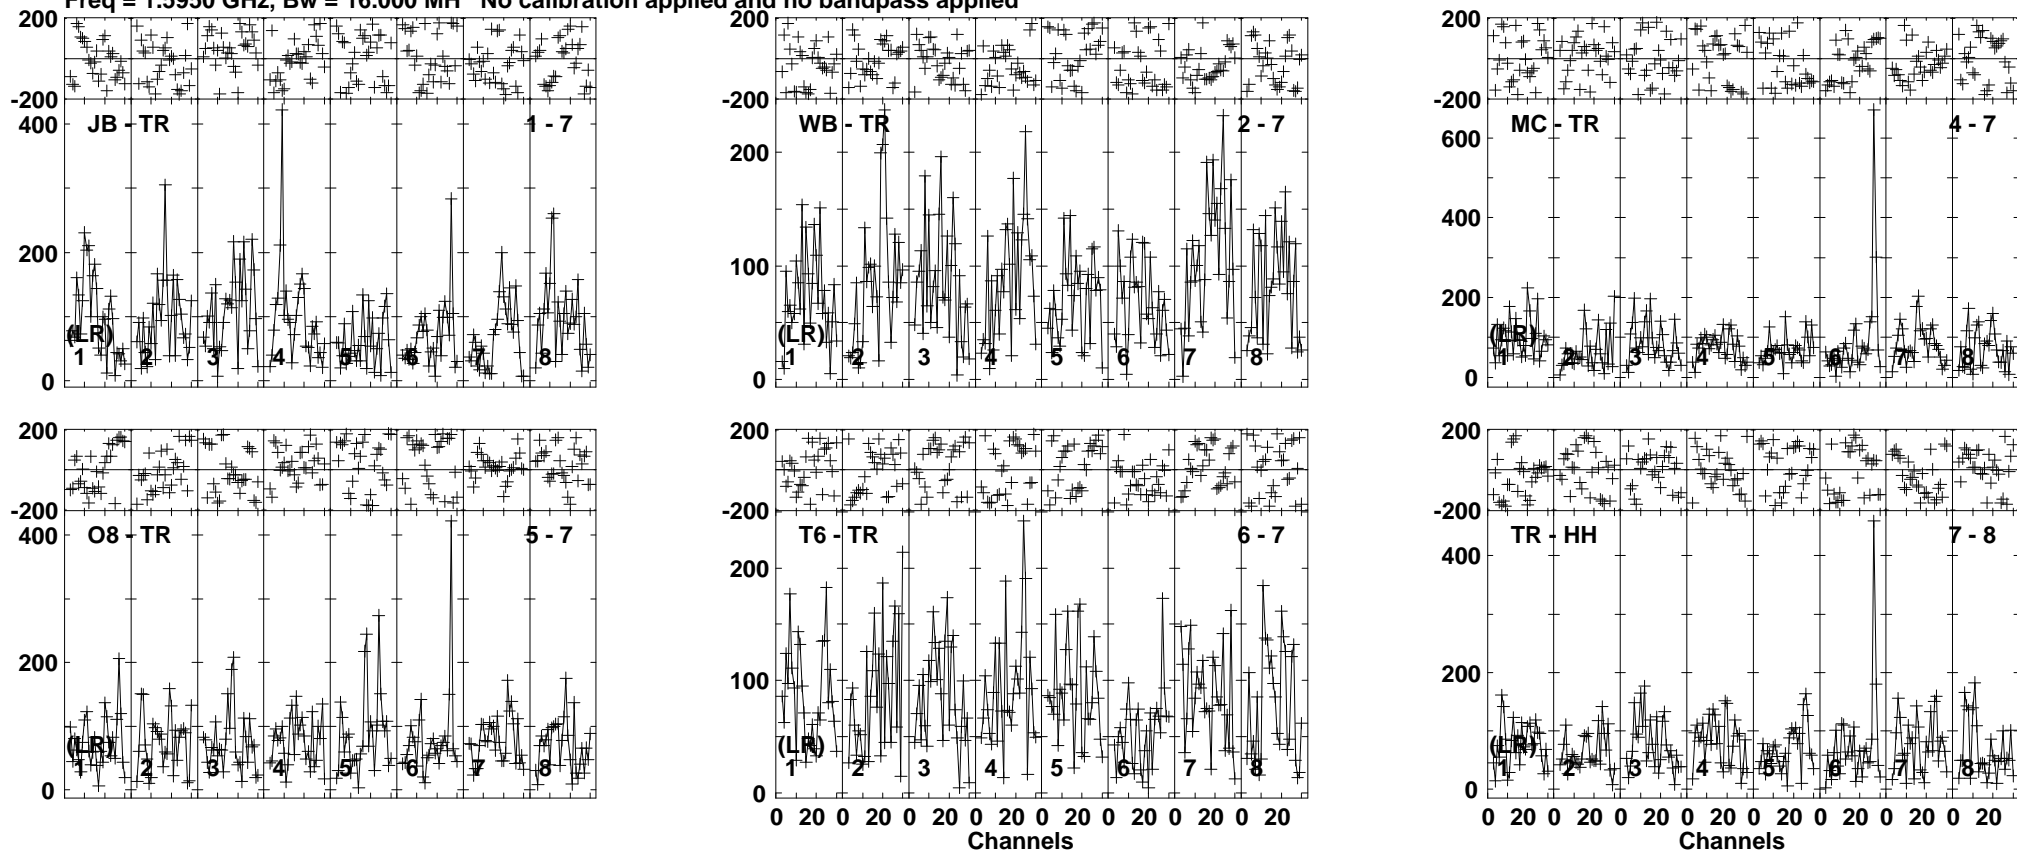 Freq = 1.5950 GHz, Bw = 16.000 MH No calibration applied and no bandpass applied
200
-200
400
200
0
JB - TR
1 - 7
(LR)
1 2 3 4 5 6 7 8
200
-200
200
100
0
WB - TR
2 - 7
(LR)
1 2 3 4 5 6 7 8
200
-200
600
400
200
0
MC - TR
4 - 7
(LR)
1 2 3 4 5 6 7 8
200
-200
400
200
0
O8 - TR
5 - 7
(LR)
1 2 3 4 5 6 7 8
200
-200
200
100
0
T6 - TR
6 - 7
(LR)
1 2 3 4 5 6 7 8
0 20 0 20 0 20 0 20 0 20 0 20 0 20 0 20
Channels
200
-200
400
200
0
TR - HH
7 - 8
(LR)
1 2 3 4 5 6 7 8
0 20 0 20 0 20 0 20 0 20 0 20 0 20 0 20
Channels